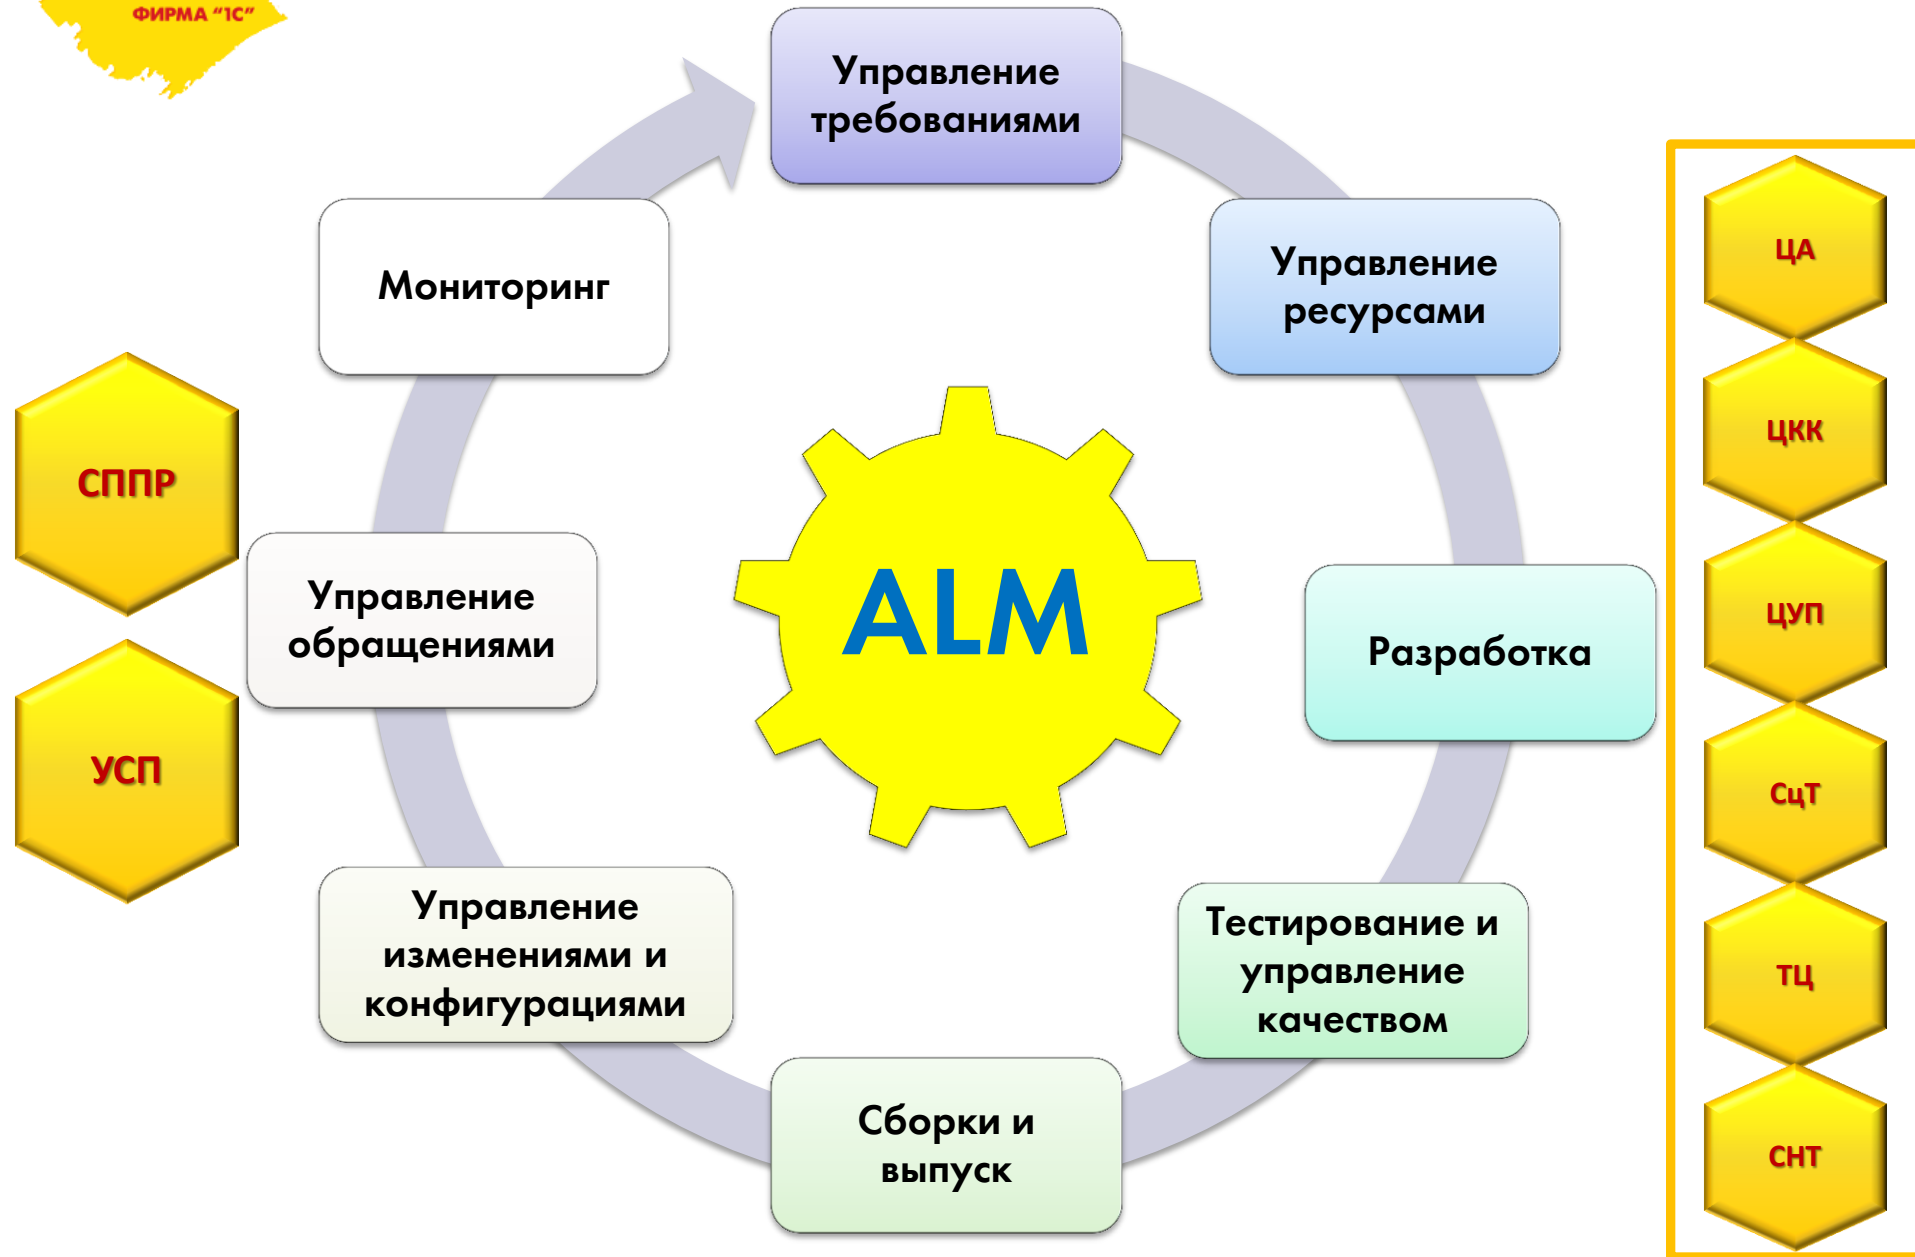 ФИРМА "1С"
Управление
требованиями
Управление
ресурсами
Разработка
Тестирование и
управление
качеством
Сборки и
выпуск
Управление
изменениями и
конфигурациями
Управление
обращениями
Мониторинг
ALM
СППР
УСП
ЦА
ЦКК
ЦУП
СцТ
ТЦ
СНТ